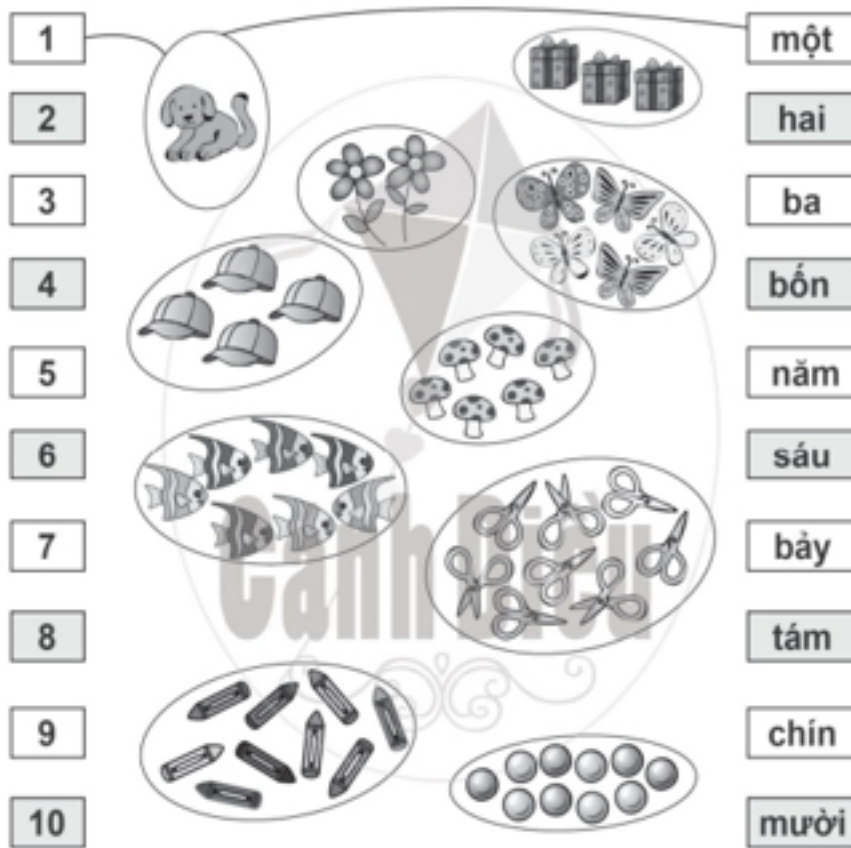 1 một
2 hai
3 ba
4 bốn
5 năm
6 sáu
Cánh Diều
7 bảy
8 tám
9 chín
10 mười